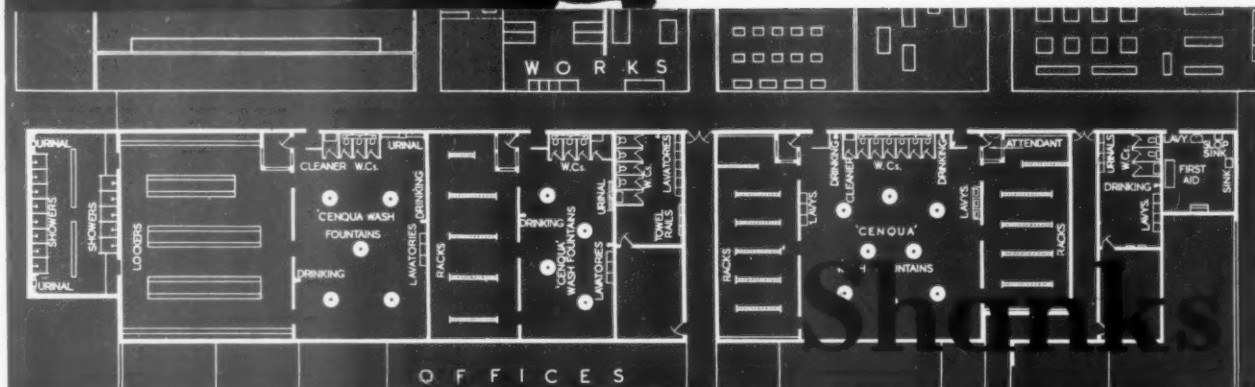 WORKS
URINAL
SHOWERS
SHOWERS
URINAL
LOCKERS
CLEANER W.Cs.
URINAL
'CENQUA' WASH
FOUNTAINS
DRINKING
DRINKING
LAVATORIES
RACKS
W.Cs.
DRINKING
'CENQUA'
WASH FOUNTAINS
URINAL
LAVATORIES
W.Cs.
LAVATORIES
TOWEL
RAILS
RACKS
LAVYS.
DRINKING
CLEANER
W.Cs.
DRINKING
'CENQUA'
LAVYS.
ATTENDANT
RACKS
URINALS
W.Cs.
DRINKING
LAVYS.
LAVY.
SLOP
SINK
FIRST
AID
SINK
Shanks
OFFICES